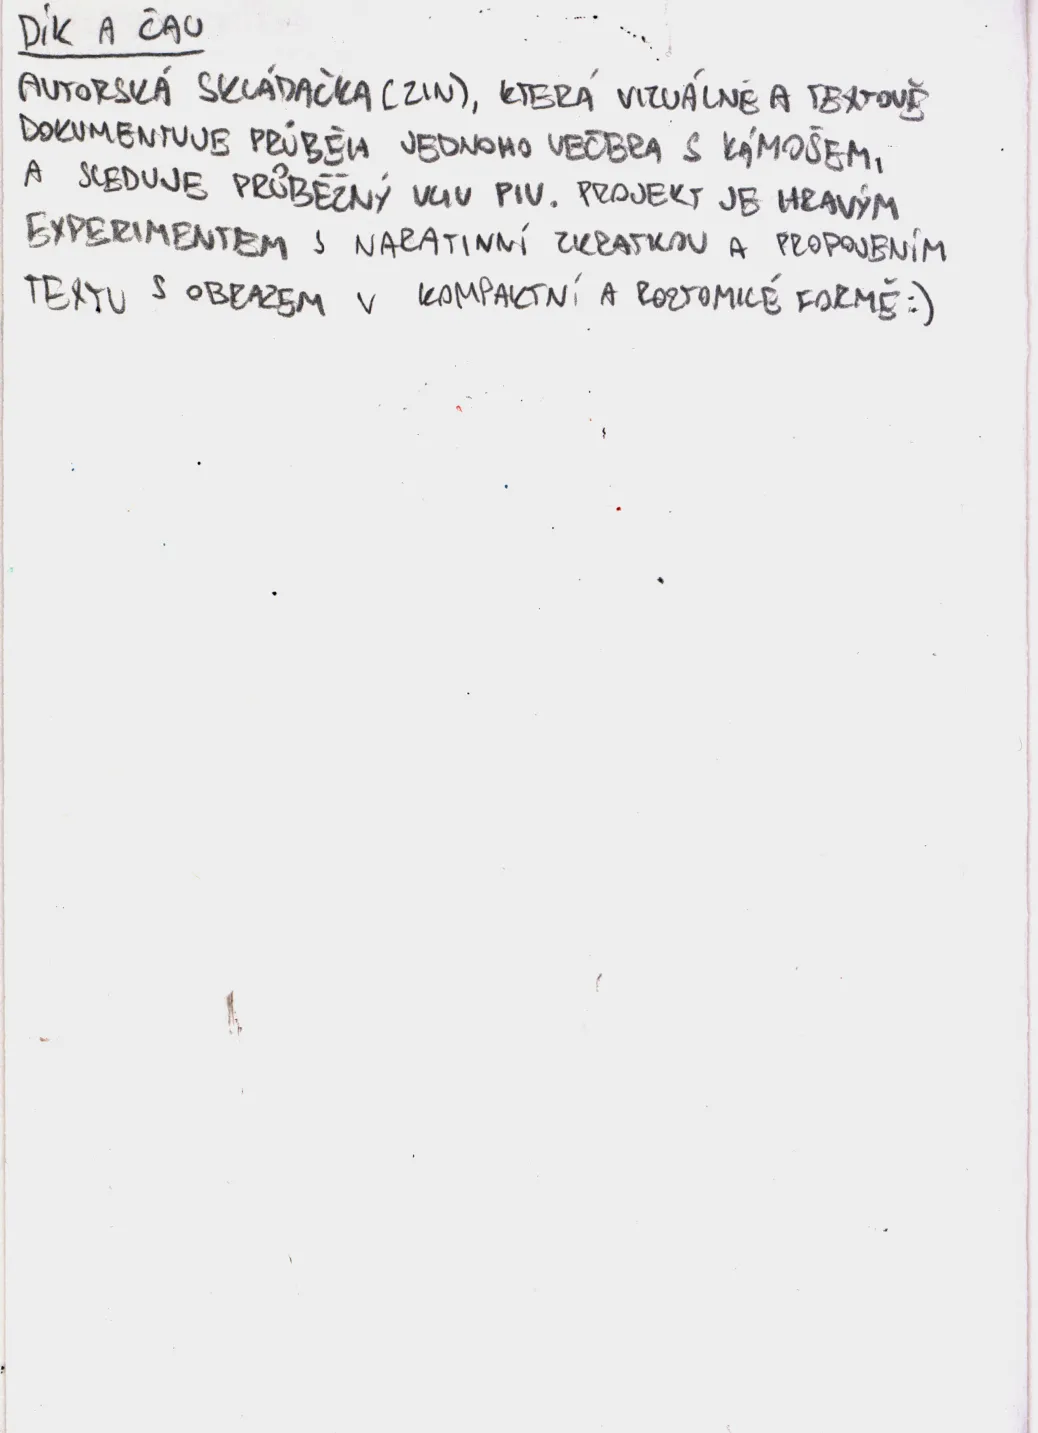 DÍK A ČAU
AUTORSKÁ SKLÁDAČKA (ZIN), KTERÁ VIZUÁLNĚ A TEXTOVĚ
DOKUMENTUJE PRŮBĚH JEDNOHO VEČERA S KÁMOŠEM,
A SLEDUJE PRŮBĚŽNÝ VLIV PIV. PROJEKT JE HRAVÝM
EXPERIMENTEM S NARATINNÍ ZKRATKOU A PROPOJENÍM
TEXTU S OBRAZEM V KOMPAKTNÍ A ROZTOMILÉ FORMĚ :)